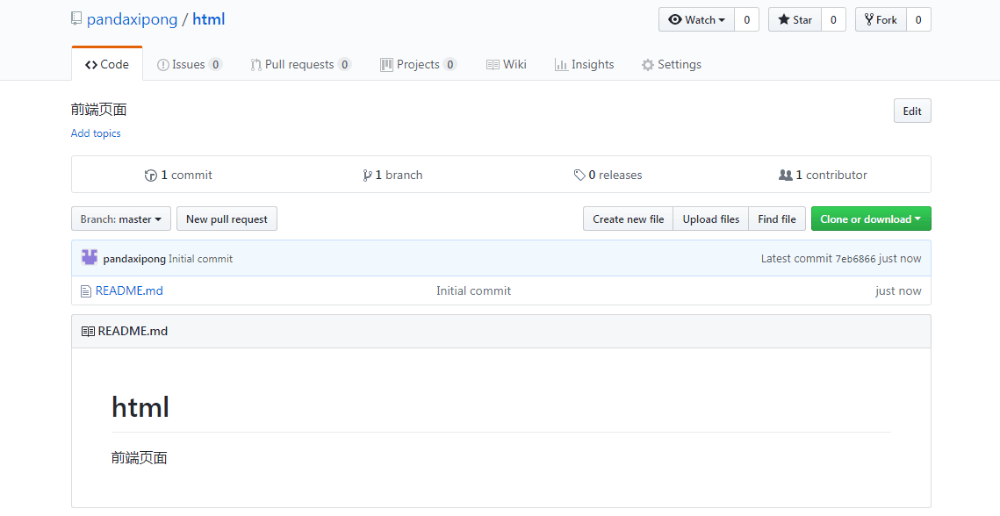 pandaxipong / html
Watch 0 Star 0 Fork 0
Code Issues 0 Pull requests 0 Projects 0 Wiki Insights Settings
前端页面
Edit
Add topics
1 commit 1 branch 0 releases 1 contributor
Branch: master New pull request Create new file Upload files Find file Clone or download
pandaxipong Initial commit Latest commit 7eb6866 just now
README.md Initial commit just now
README.md
html
前端页面